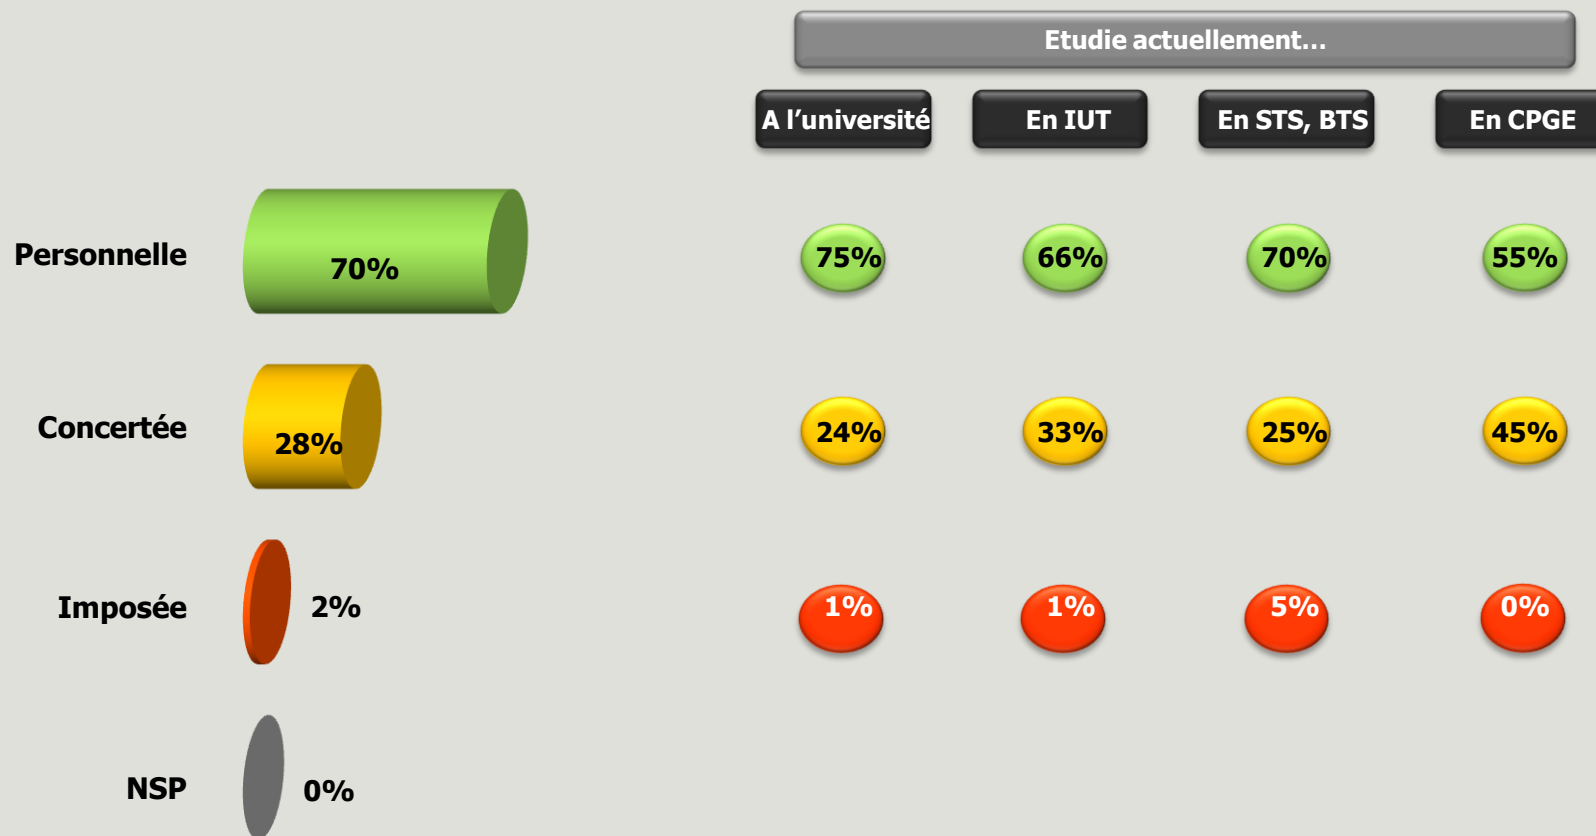 Etudie actuellement...
A l'université En IUT En STS, BTS En CPGE
Personnelle 70% 75% 66% 70% 55%
Concertée 28% 24% 33% 25% 45%
Imposée 2% 1% 1% 5% 0%
NSP 0%